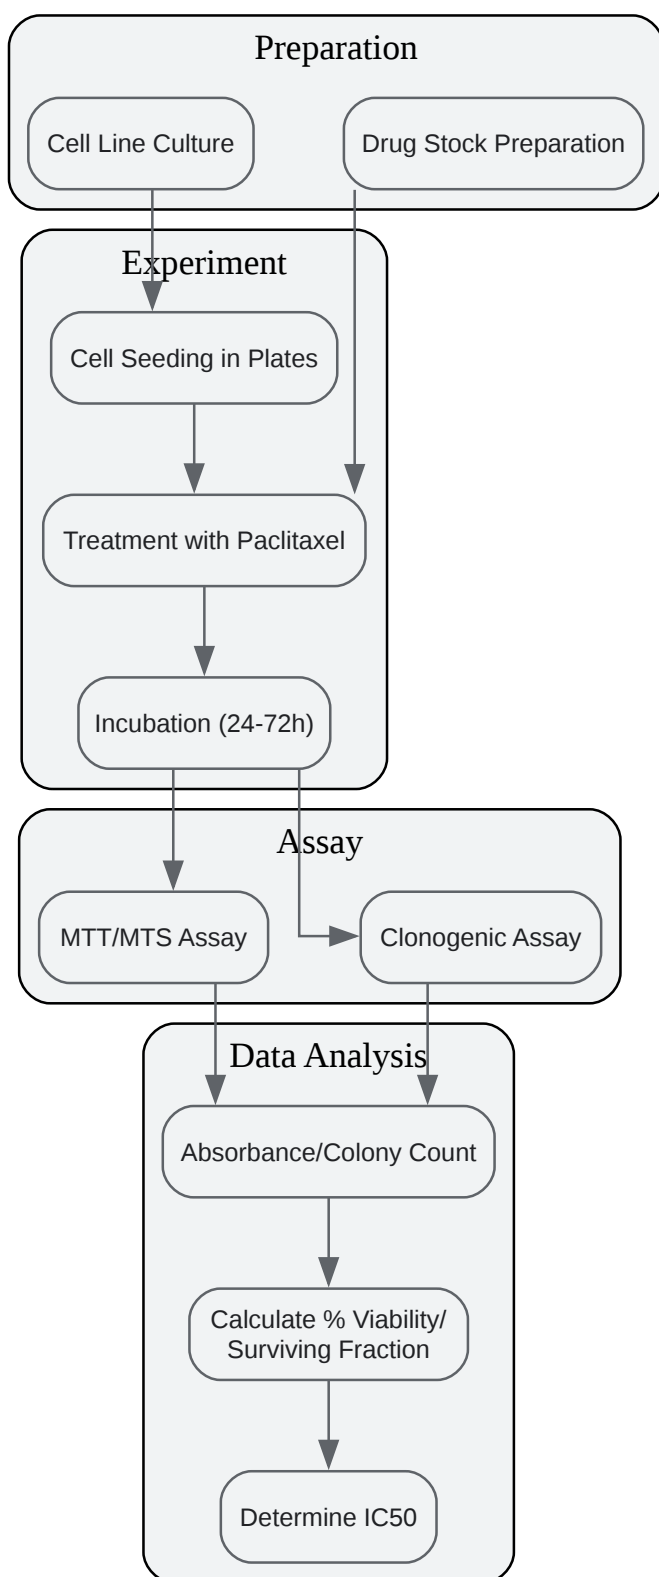 Preparation
Cell Line Culture
Drug Stock Preparation
Experiment
Cell Seeding in Plates
Treatment with Paclitaxel
Incubation (24-72h)
Assay
MTT/MTS Assay
Clonogenic Assay
Data Analysis
Absorbance/Colony Count
Calculate % Viability/
Surviving Fraction
Determine IC50